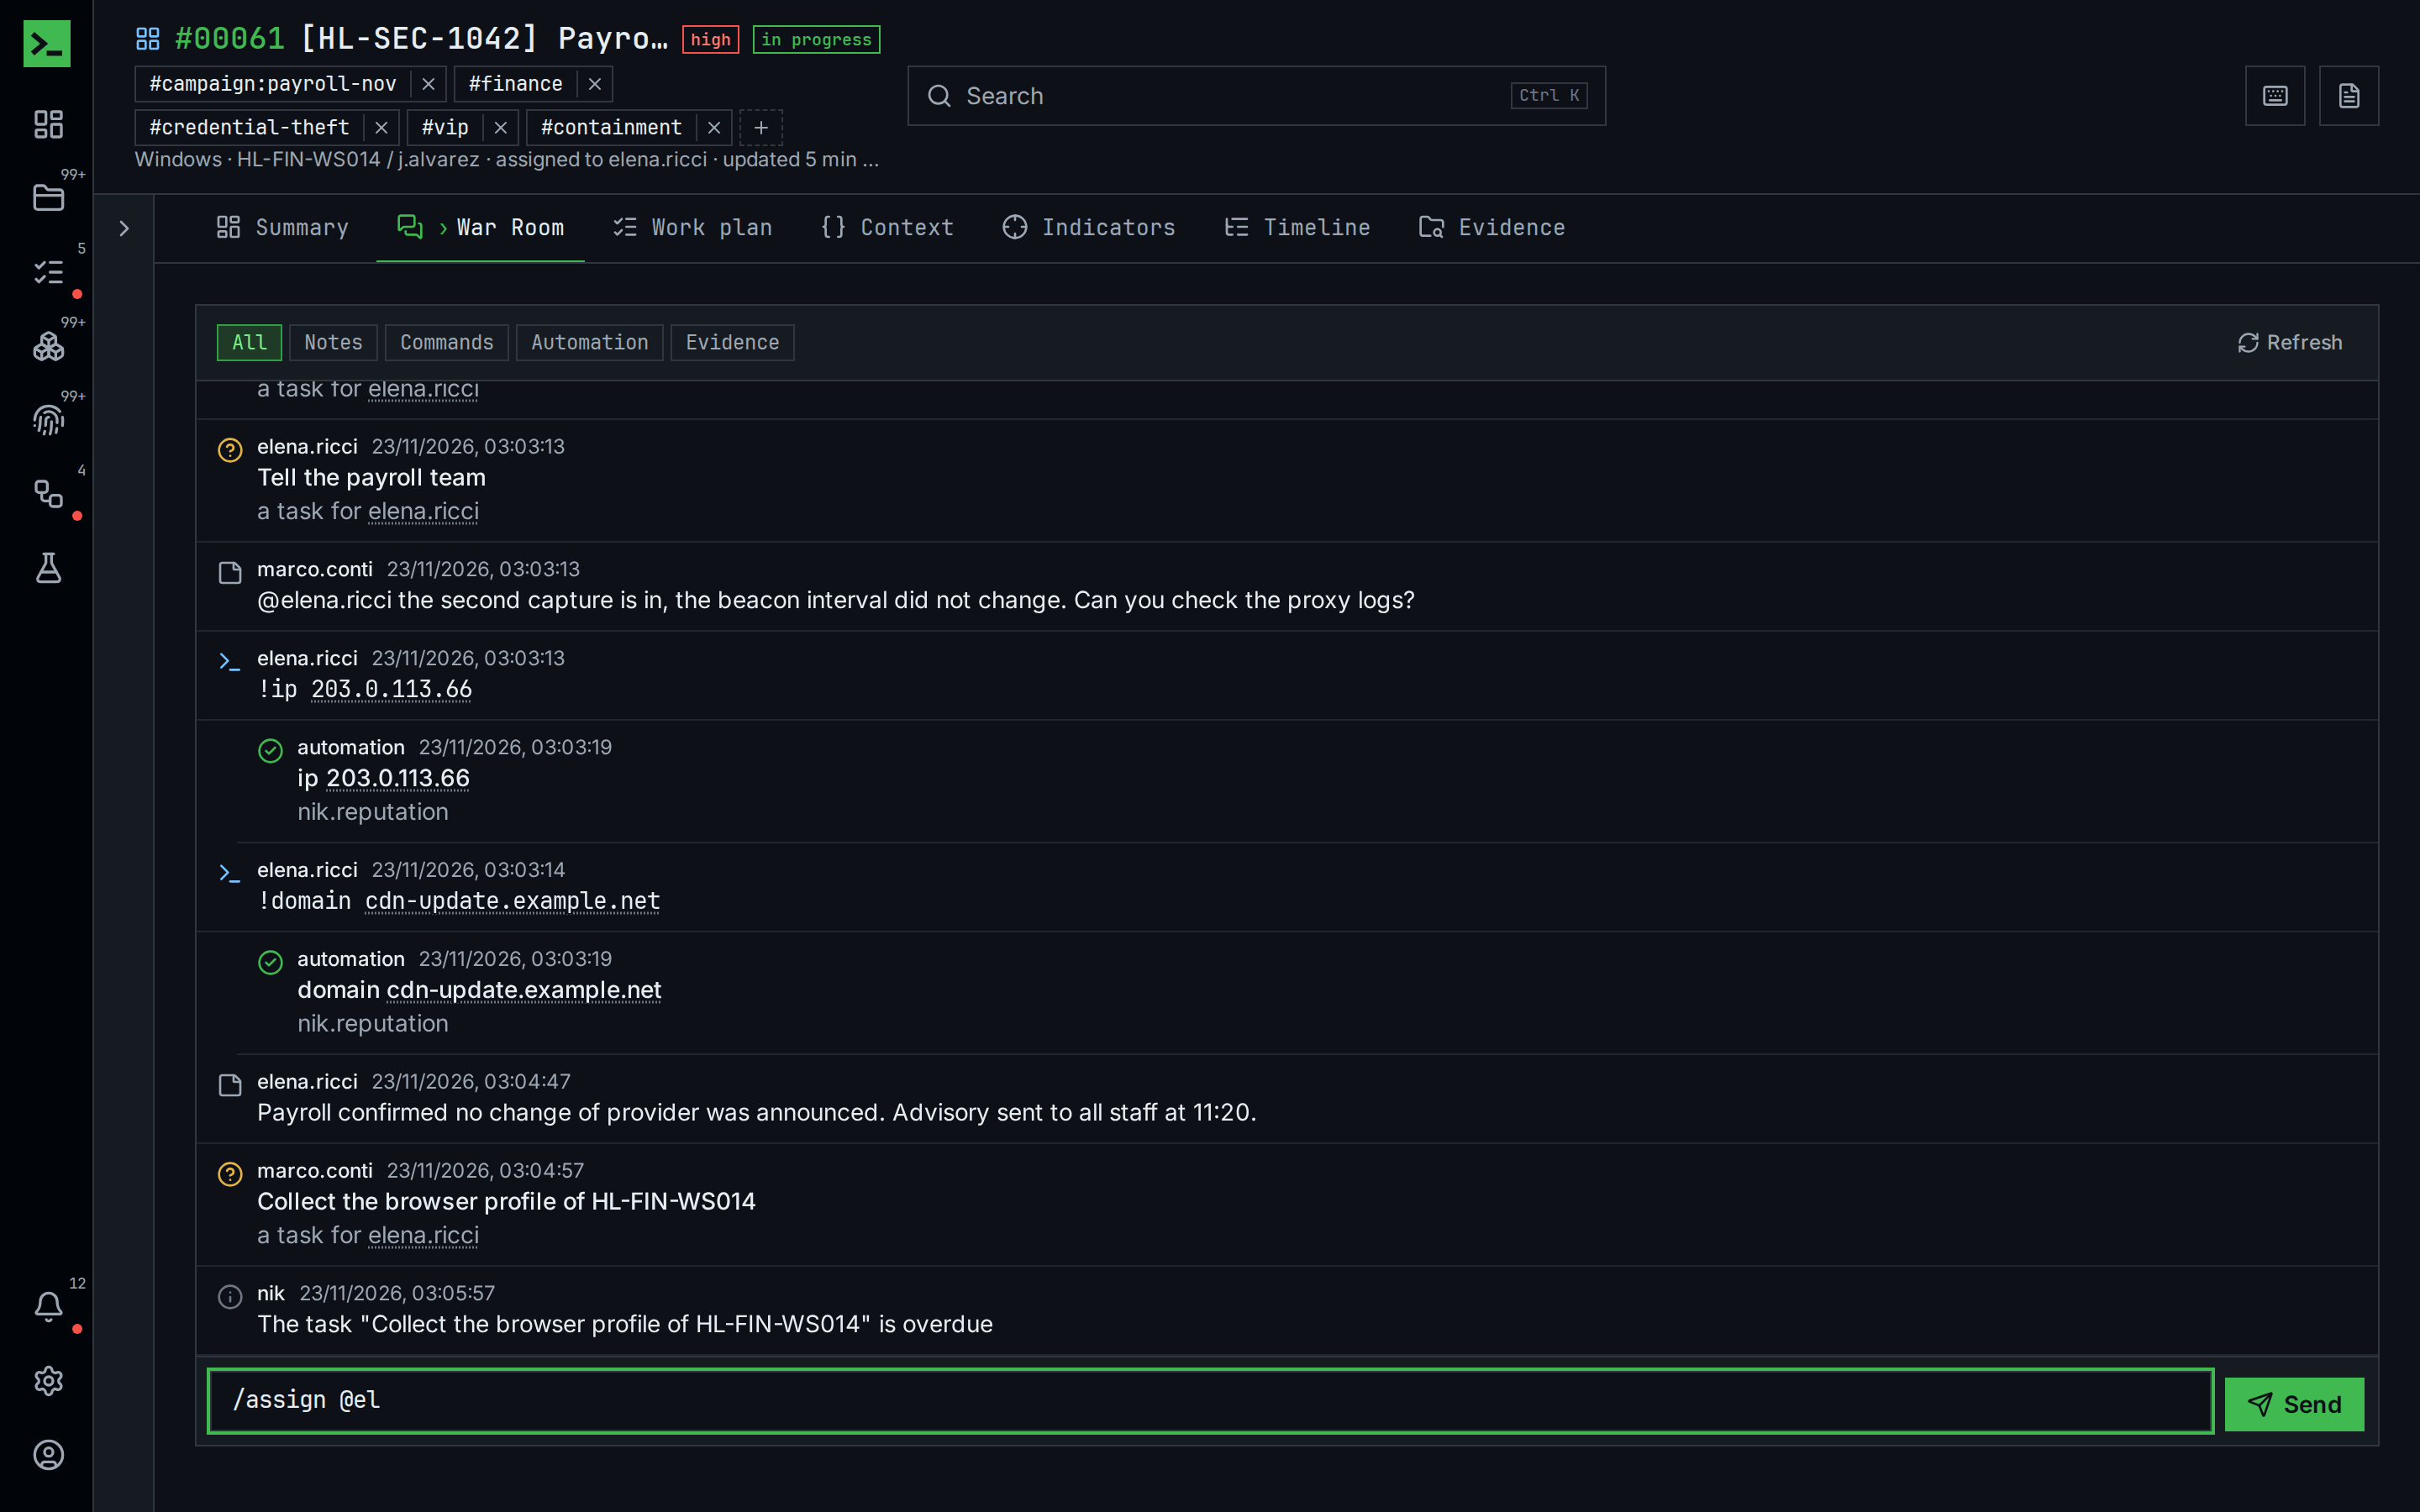 #00061 [HL-SEC-1042] Payro… high in progress
#campaign:payroll-nov #finance
#credential-theft #vip #containment
Windows · HL-FIN-WS014 / j.alvarez · assigned to elena.ricci · updated 5 min …
Search Ctrl K
99+
5
99+
99+
4
12
Summary › War Room Work plan Context Indicators Timeline Evidence
All Notes Commands Automation Evidence Refresh
a task for elena.ricci
elena.ricci 23/11/2026, 03:03:13
Tell the payroll team
a task for elena.ricci
marco.conti 23/11/2026, 03:03:13
@elena.ricci the second capture is in, the beacon interval did not change. Can you check the proxy logs?
elena.ricci 23/11/2026, 03:03:13
!ip 203.0.113.66
automation 23/11/2026, 03:03:19
ip 203.0.113.66
nik.reputation
elena.ricci 23/11/2026, 03:03:14
!domain cdn-update.example.net
automation 23/11/2026, 03:03:19
domain cdn-update.example.net
nik.reputation
elena.ricci 23/11/2026, 03:04:47
Payroll confirmed no change of provider was announced. Advisory sent to all staff at 11:20.
marco.conti 23/11/2026, 03:04:57
Collect the browser profile of HL-FIN-WS014
a task for elena.ricci
nik 23/11/2026, 03:05:57
The task "Collect the browser profile of HL-FIN-WS014" is overdue
/assign @el
Send